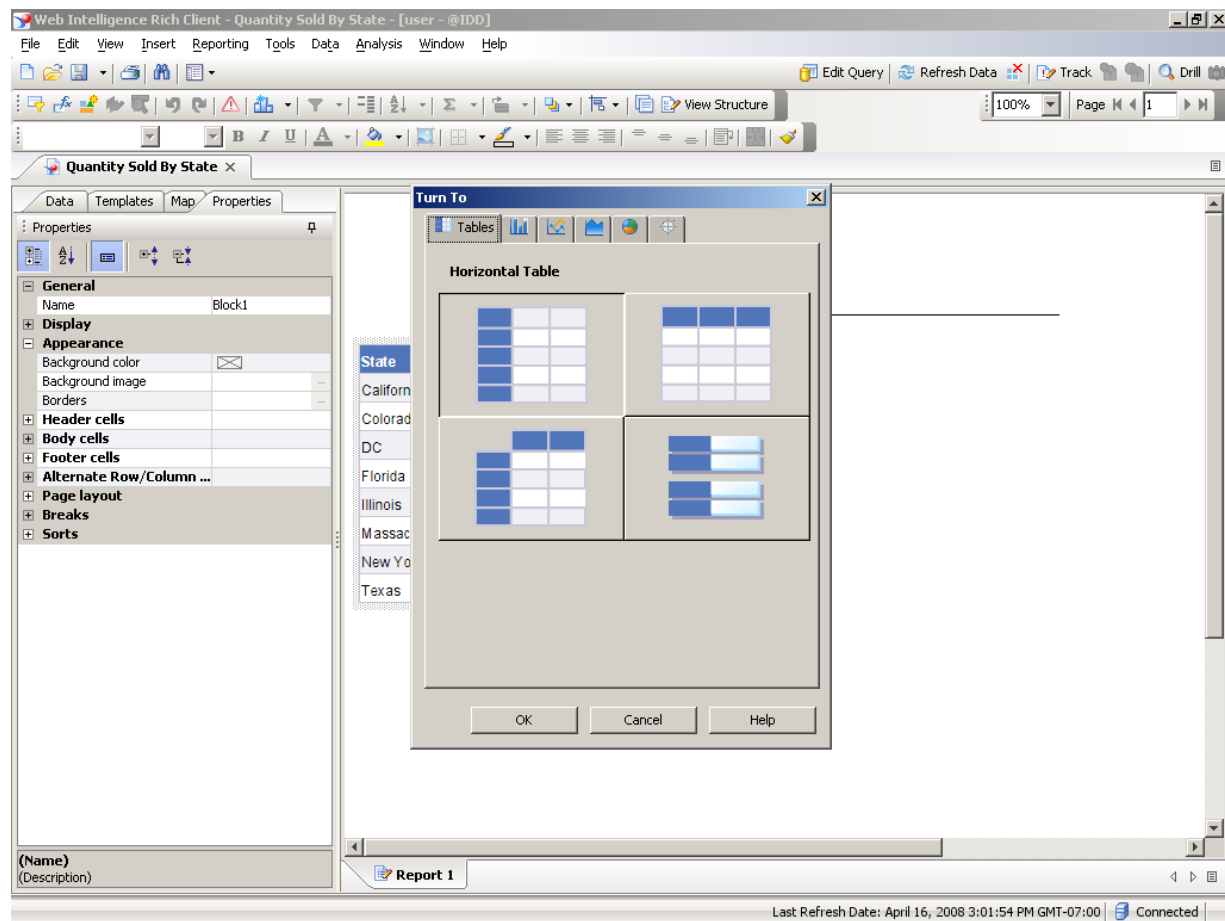 Web Intelligence Rich Client - Quantity Sold By State - [user - @IDD]
File Edit View Insert Reporting Tools Data Analysis Window Help
Edit Query Refresh Data Track Drill
View Structure 100% Page 1
B I U A
Quantity Sold By State
Data Templates Map Properties
Properties
General
Name Block1
Display
Appearance
Background color
Background image
Borders
Header cells
Body cells
Footer cells
Alternate Row/Column ...
Page layout
Breaks
Sorts
(Name)
(Description)
State
Californ
Colorad
DC
Florida
Illinois
Massac
New Yo
Texas
Turn To
Tables
Horizontal Table
OK Cancel Help
Report 1
Last Refresh Date: April 16, 2008 3:01:54 PM GMT-07:00 Connected